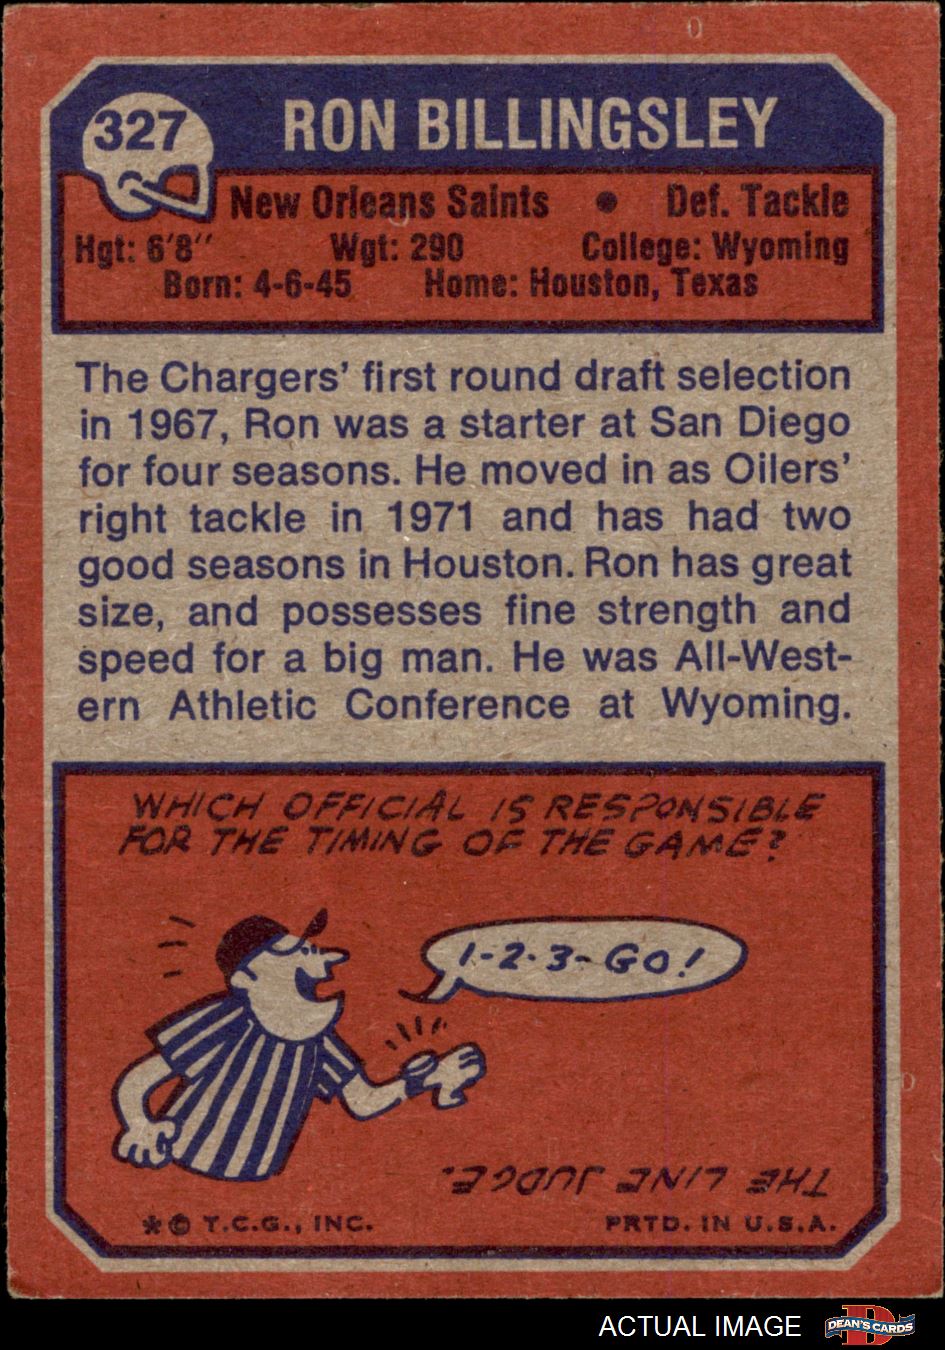 327
RON BILLINGSLEY
New Orleans Saints • Def. Tackle
Hgt: 6'8'' Wgt: 290 College: Wyoming
Born: 4-6-45 Home: Houston, Texas
The Chargers' first round draft selection
in 1967, Ron was a starter at San Diego
for four seasons. He moved in as Oilers'
right tackle in 1971 and has had two
good seasons in Houston. Ron has great
size, and possesses fine strength and
speed for a big man. He was All-West-
ern Athletic Conference at Wyoming.
WHICH OFFICIAL IS RESPONSIBLE
FOR THE TIMING OF THE GAME?
1-2-3-GO!
THE LINE JUDGE.
*© T.C.G., INC. PRTD. IN U.S.A.
ACTUAL IMAGE DEAN'S CARDS